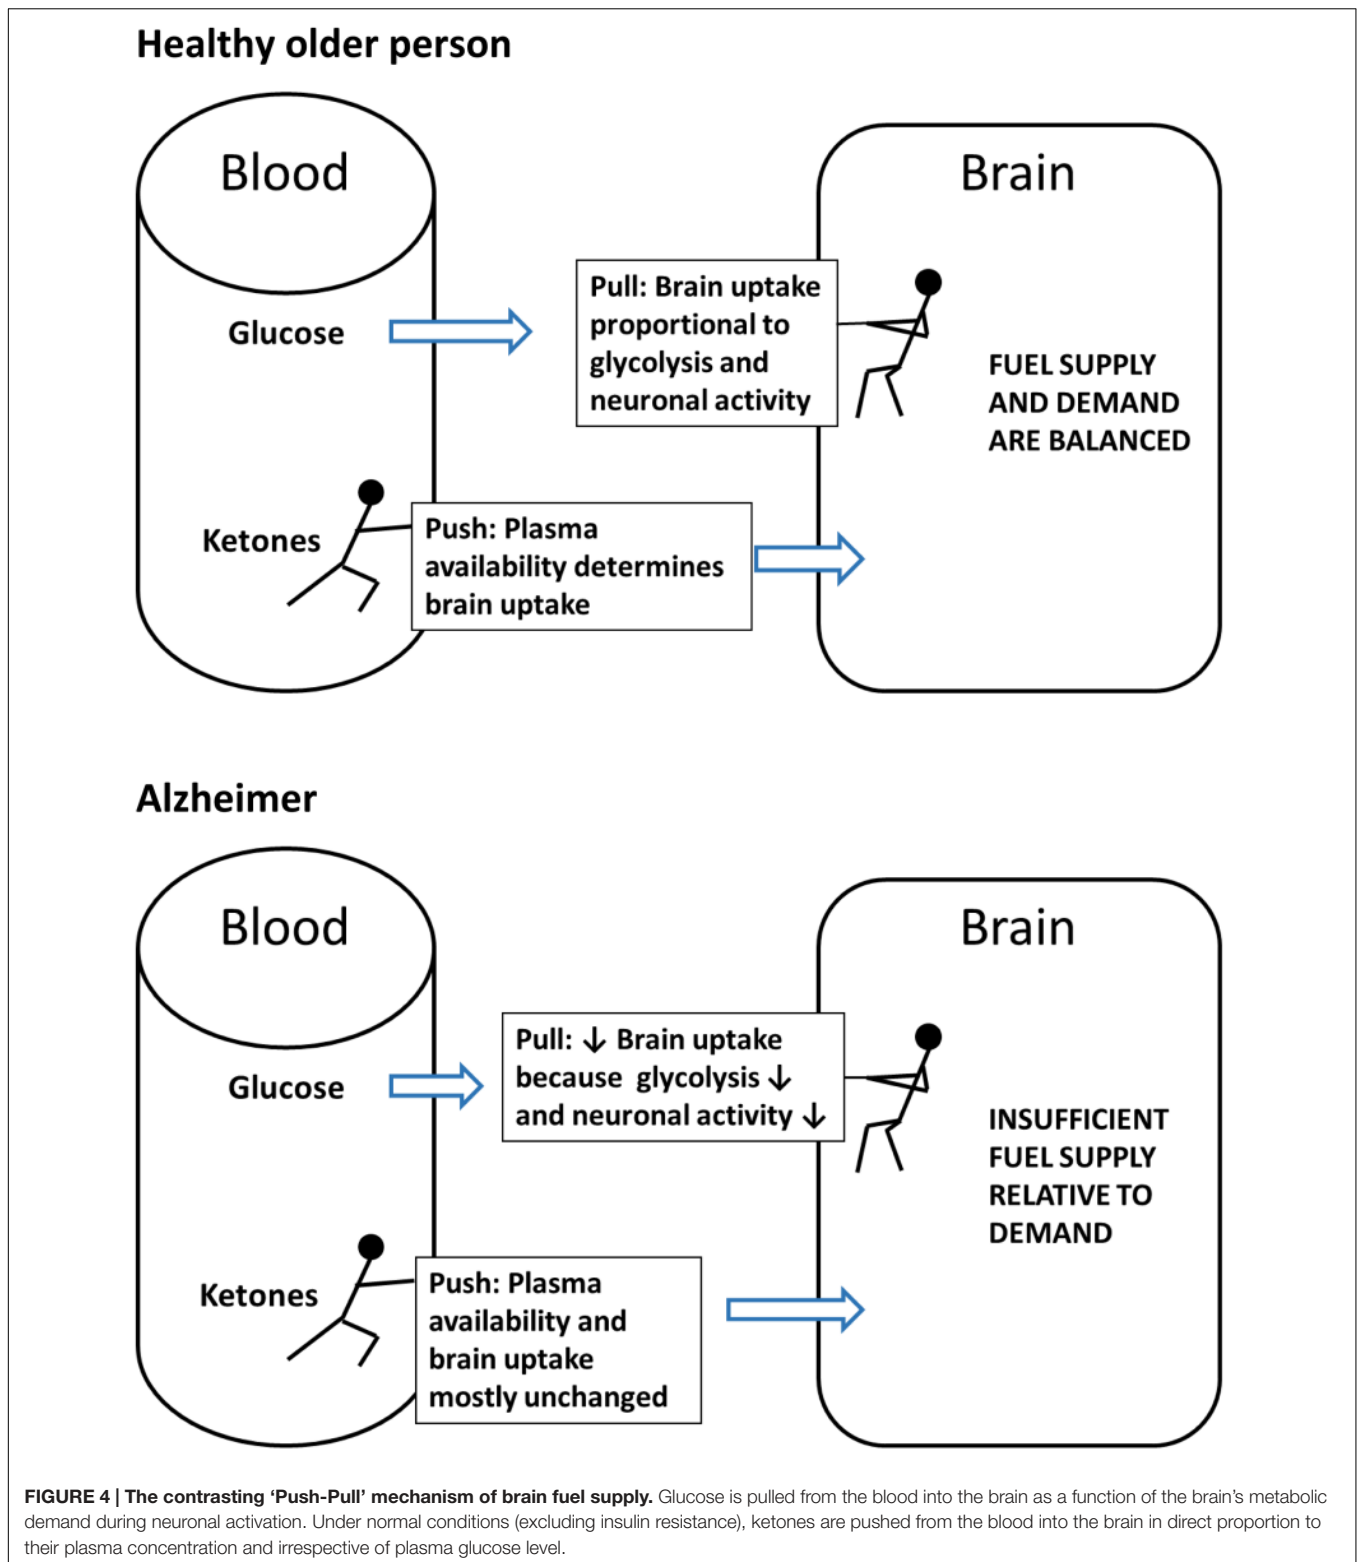 Healthy older person
Blood
Brain
Glucose
Pull: Brain uptake
proportional to
glycolysis and
neuronal activity
FUEL SUPPLY
AND DEMAND
ARE BALANCED
Ketones
Push: Plasma
availability determines
brain uptake
Alzheimer
Blood
Brain
Glucose
Pull: ↓ Brain uptake
because glycolysis ↓
and neuronal activity ↓
INSUFFICIENT
FUEL SUPPLY
RELATIVE TO
DEMAND
Ketones
Push: Plasma
availability and
brain uptake
mostly unchanged
FIGURE 4 | The contrasting ‘Push-Pull’ mechanism of brain fuel supply. Glucose is pulled from the blood into the brain as a function of the brain’s metabolic
demand during neuronal activation. Under normal conditions (excluding insulin resistance), ketones are pushed from the blood into the brain in direct proportion to
their plasma concentration and irrespective of plasma glucose level.